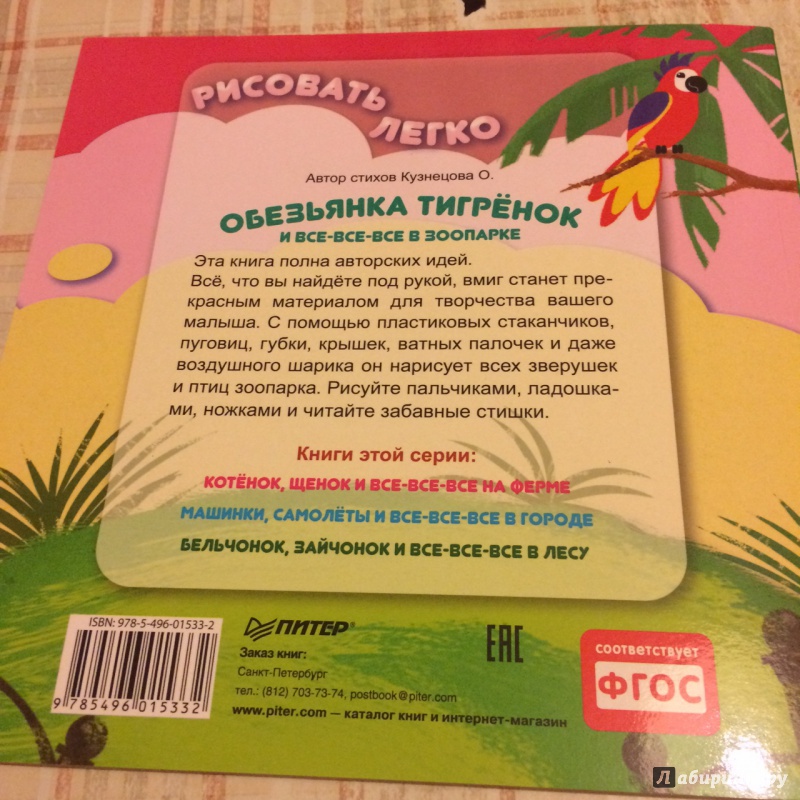 РИСОВАТЬ
ЛЕГКО
Автор стихов Кузнецова О.
ОБЕЗЬЯНКА ТИГРЁНОК
И ВСЕ-ВСЕ-ВСЕ В ЗООПАРКЕ
Эта книга полна авторских идей.
Всё, что вы найдёте под рукой, вмиг станет пре-
красным материалом для творчества вашего
малыша. С помощью пластиковых стаканчиков,
пуговиц, губки, крышек, ватных палочек и даже
воздушного шарика он нарисует всех зверушек
и птиц зоопарка. Рисуйте пальчиками, ладошка-
ми, ножками и читайте забавные стишки.
Книги этой серии:
КОТЁНОК, ЩЕНОК И ВСЕ-ВСЕ-ВСЕ НА ФЕРМЕ
МАШИНКИ, САМОЛЁТЫ И ВСЕ-ВСЕ-ВСЕ В ГОРОДЕ
БЕЛЬЧОНОК, ЗАЙЧОНОК И ВСЕ-ВСЕ-ВСЕ В ЛЕСУ
ISBN: 978-5-496-01533-2
9 785496 015332
ПИТЕР®
Заказ книг:
Санкт-Петербург
тел.: (812) 703-73-74, postbook@piter.com
www.piter.com — каталог книг и интернет-магазин
EAC
соответствует
ФГОС
Лабиринт.ру